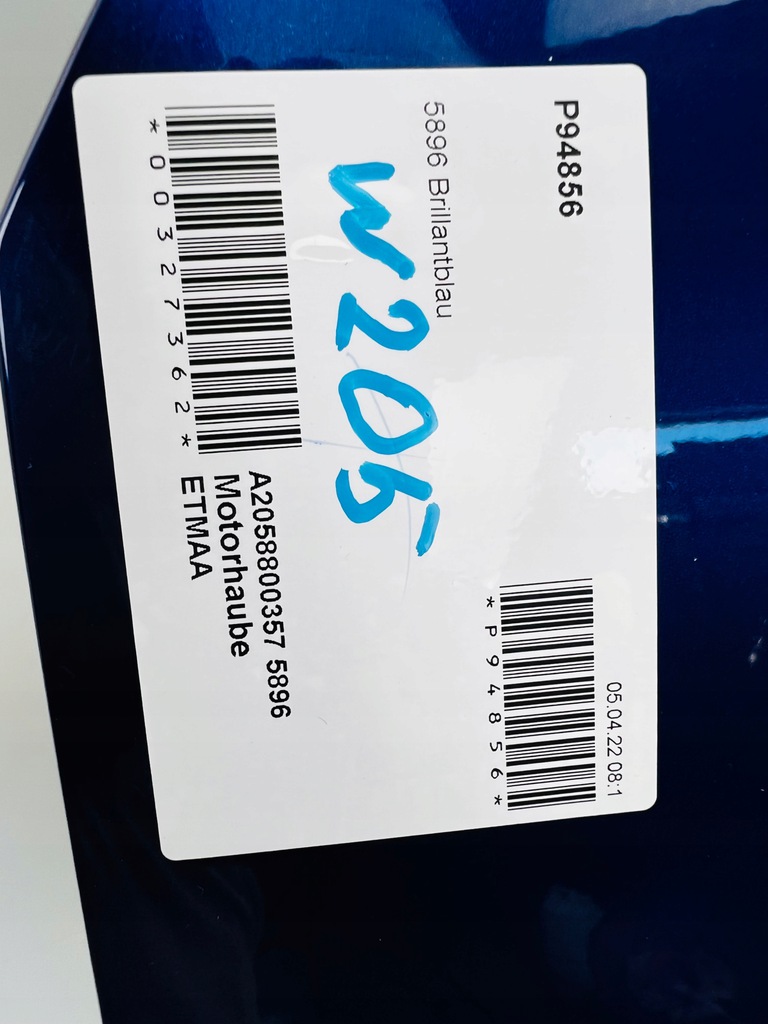 P94856
05.04.22 08:1
*P94856*
5896 Brillantblau
W205
*00327362*
A2058800357 5896
Motorhaube
ETMAA